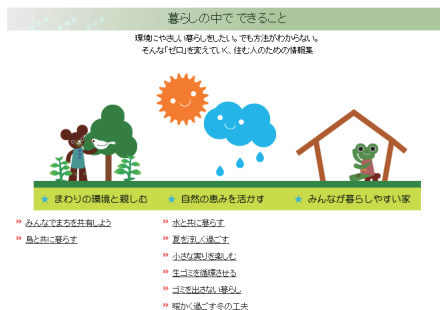 暮らしの中で できること
環境にやさしい暮らしをしたい。でも方法がわからない。
そんな「ゼロ」を変えていく、住む人のための情報集
★ まわりの環境と親しむ ★ 自然の恵みを活かす ★ みんなが暮らしやすい家
みんなでまちを共有しよう
鳥と共に暮らす
水と共に暮らす
夏を涼しく過ごす
小さな実りを楽しむ
生ゴミを循環させる
ゴミを出さない暮らし
暖かく過ごす冬の工夫